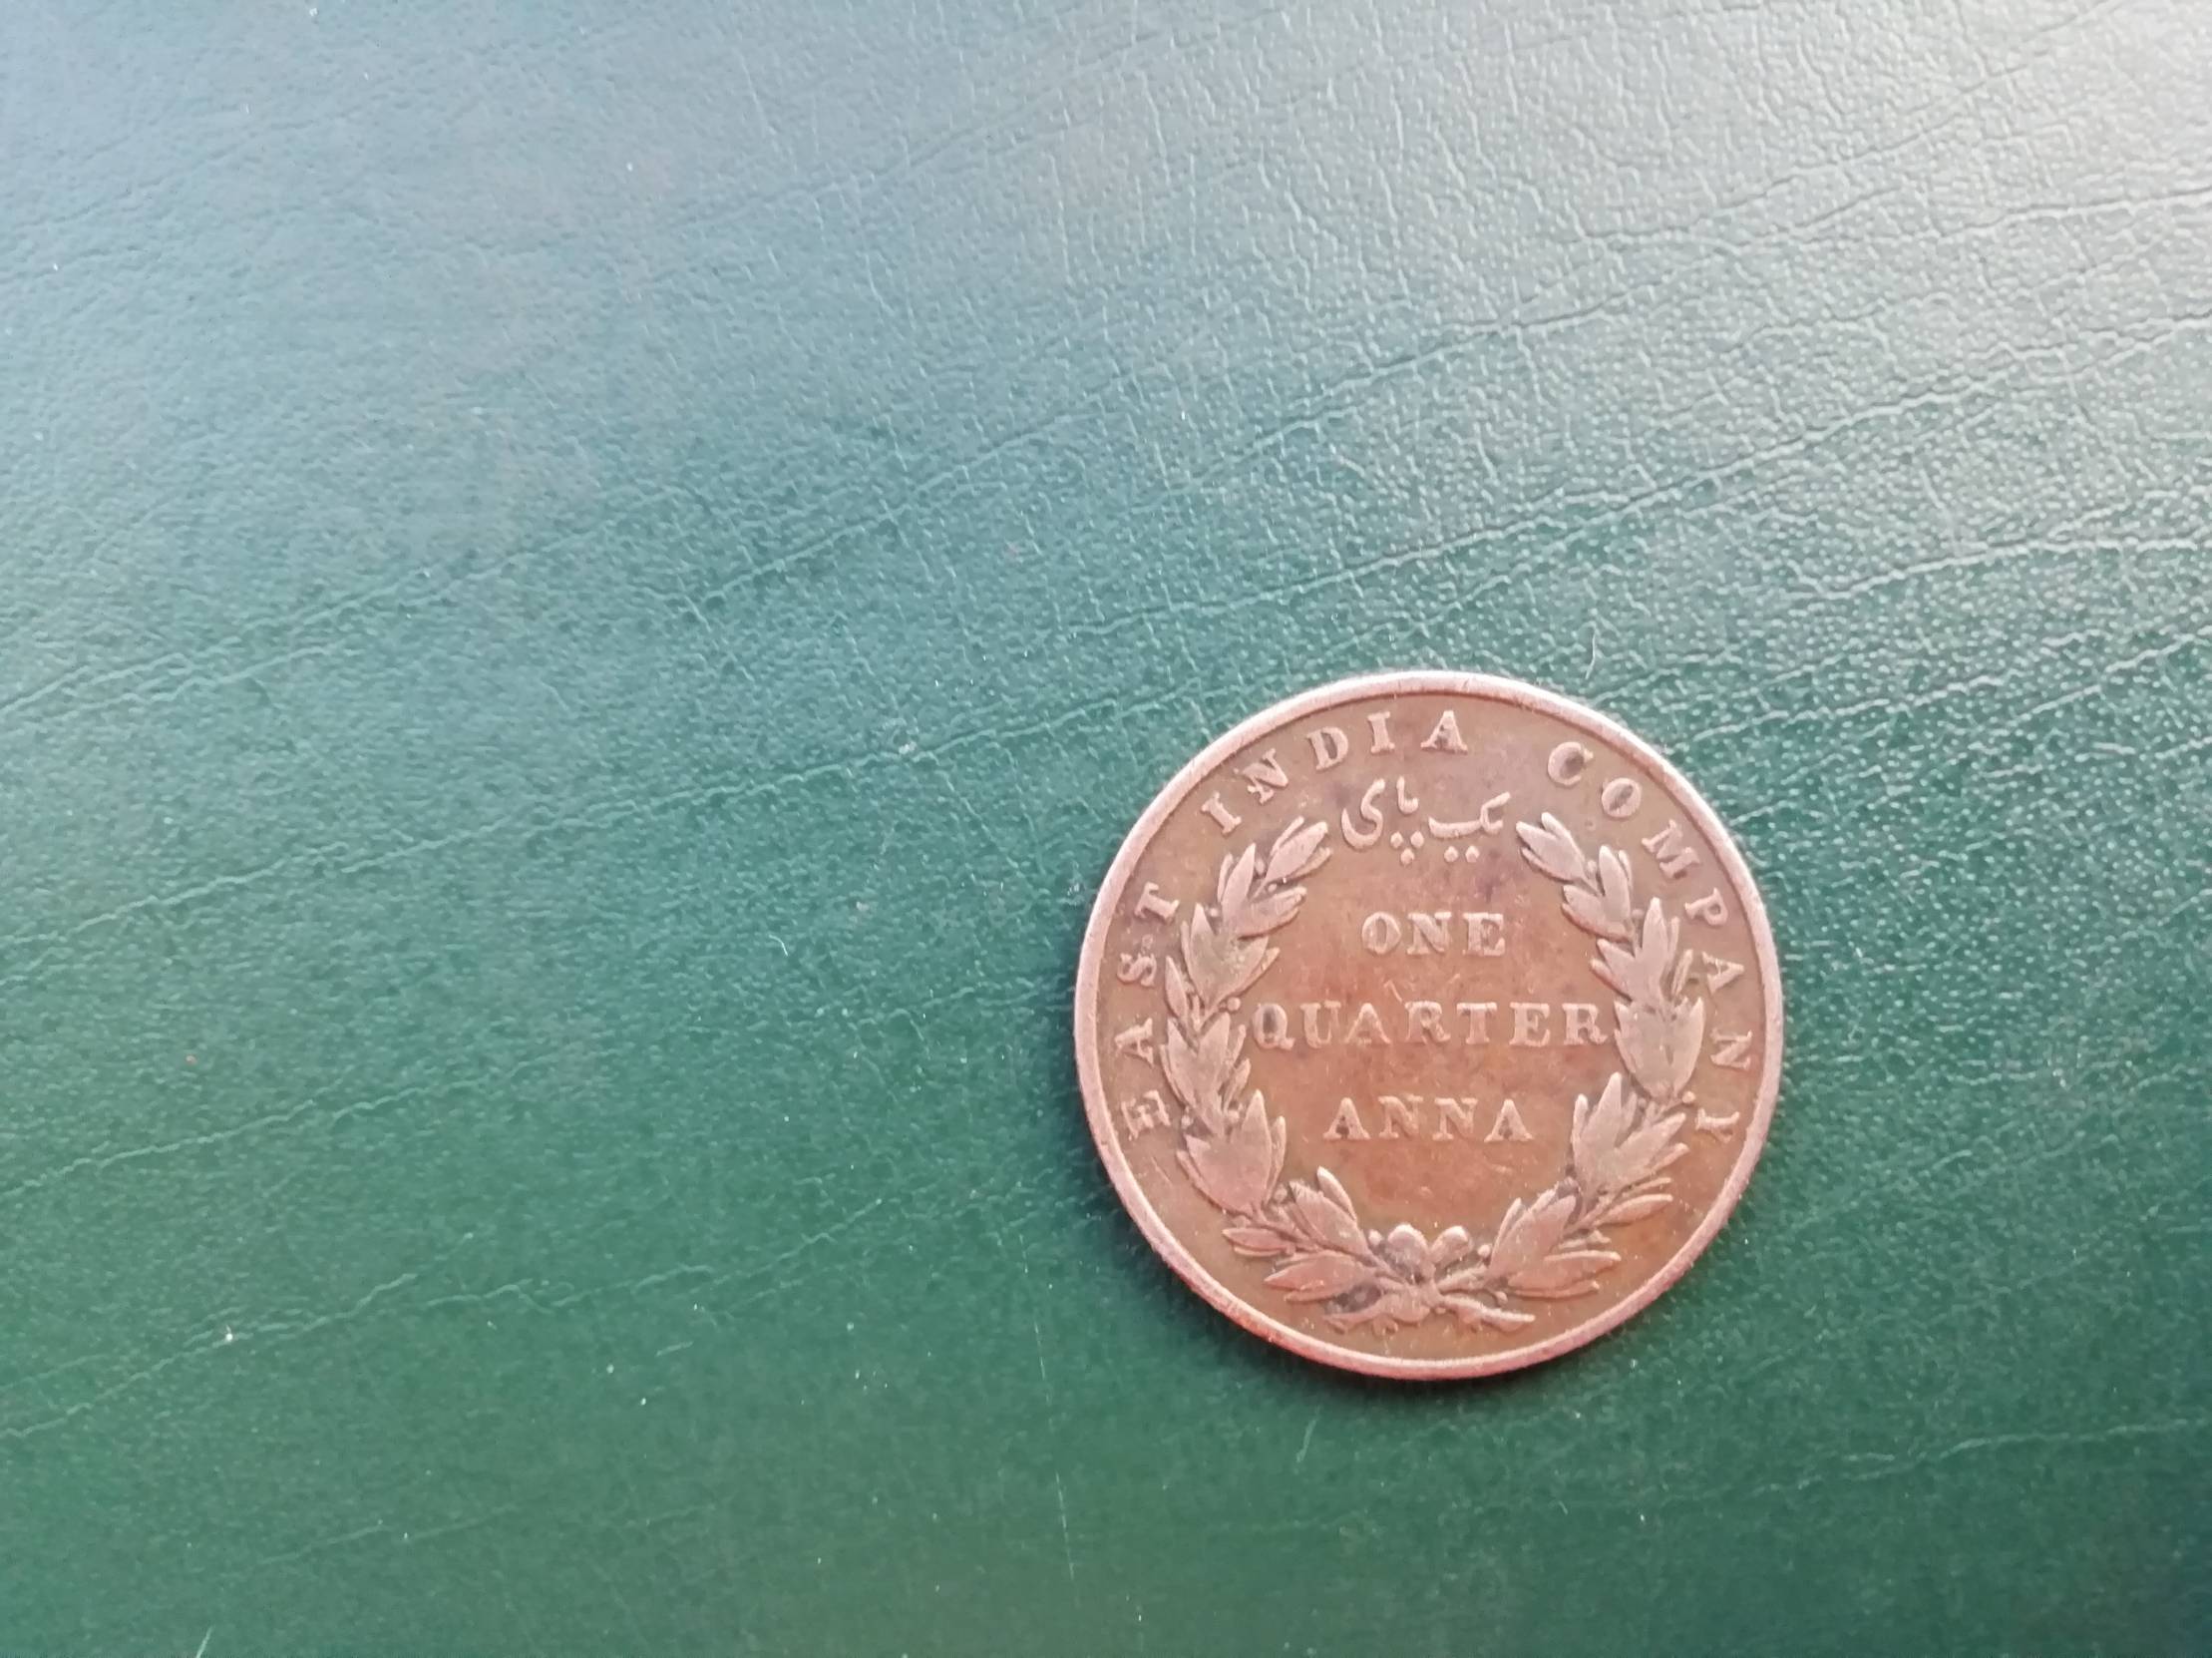 EAST INDIA COMPANY
یک پای
ONE
QUARTER
ANNA